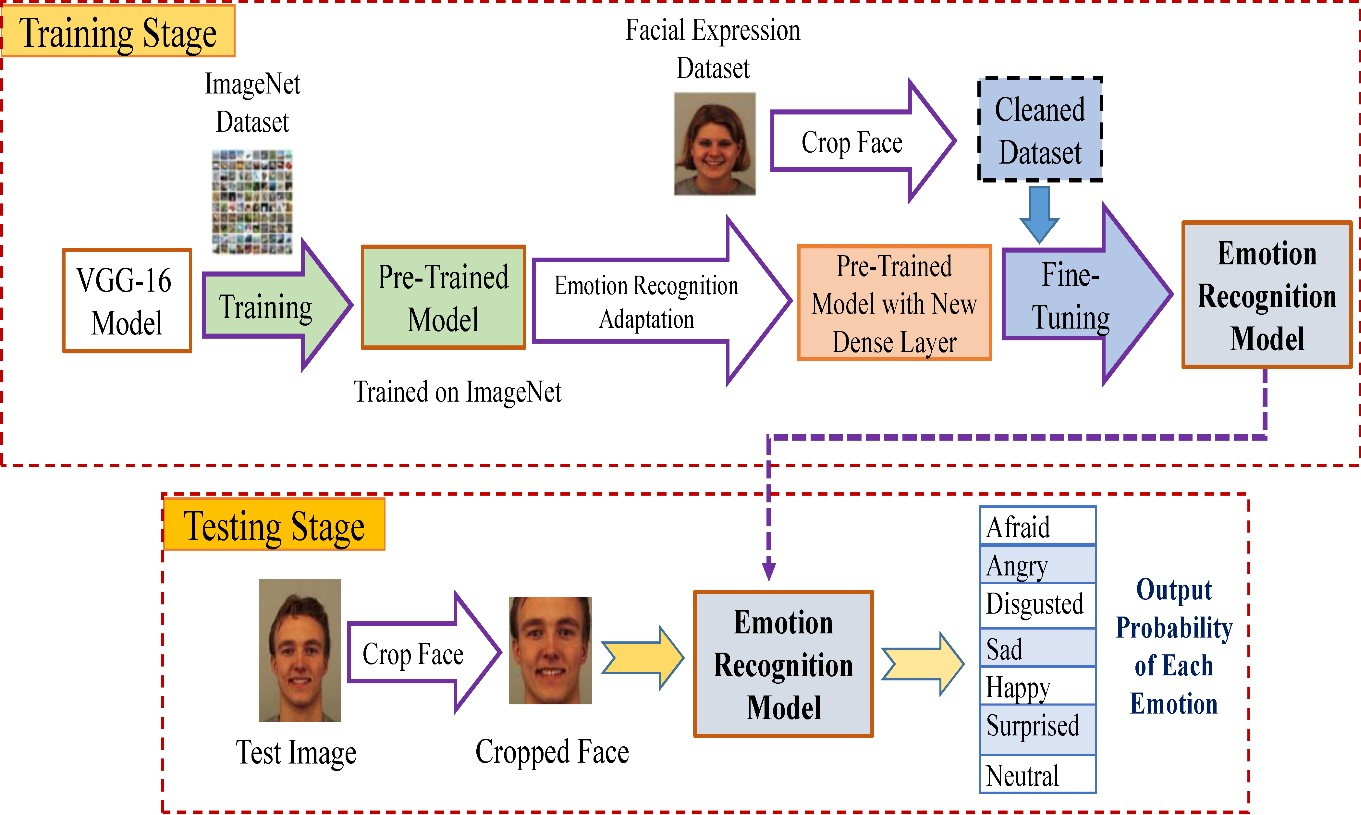 Training Stage
Facial Expression
Dataset
ImageNet
Dataset
Crop Face
Cleaned
Dataset
VGG-16
Model
Training
Pre-Trained
Model
Emotion Recognition
Adaptation
Pre-Trained
Model with New
Dense Layer
Fine-
Tuning
Emotion
Recognition
Model
Trained on ImageNet
Testing Stage
Crop Face
Test Image
Cropped Face
Emotion
Recognition
Model
Afraid
Angry
Disgusted
Sad
Happy
Surprised
Neutral
Output
Probability
of Each
Emotion